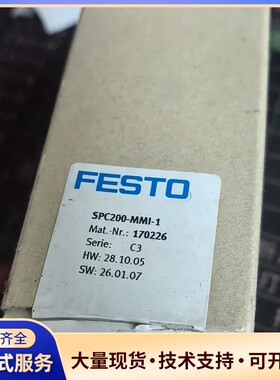 FESTO
SPC200-MMI-1
Mat.-Nr.: 170226
Serie: C3
HW: 28.10.05
SW: 26.01.07
齐全
式服务
大量现货·技术支持·可开